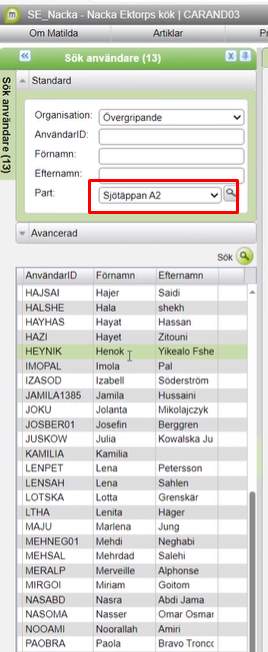 SE_Nacka - Nacka Ektorps kök | CARAND03
Om Matilda Artiklar
Sök användare (13)
Sök användare (13)
Standard
Organisation: Övergripande
AnvändarID:
Förnamn:
Efternamn:
Part: Sjötäppan A2
Avancerad
Sök
AnvändarID Förnamn Efternamn
HAJSAI Hajer Saidi
HALSHE Hala shekh
HAYHAS Hayat Hassan
HAZI Hayet Zitouni
HEYNIK Henok Yikealo Fshe
IMOPAL Imola Pal
IZASOD Izabell Söderström
JAMILA1385 Jamila Hussaini
JOKU Jolanta Mikolajczyk
JOSBER01 Josefin Berggren
JUSKOW Julia Kowalska Ju
KAMILIA Kamilia
LENPET Lena Petersson
LENSAH Lena Sahlen
LOTSKA Lotta Grenskär
LTHA Lenita Häger
MAJU Marlena Jung
MEHNEG01 Mehdi Neghabi
MEHSAL Mehrdad Salehi
MERALP Merveille Alphonse
MIRGOI Miriam Goitom
NASABD Nasra Abdi Jama
NASOMA Nasser Omar Osman
NOOAMI Noorallah Amiri
PAOBRA Paola Bravo Tronco